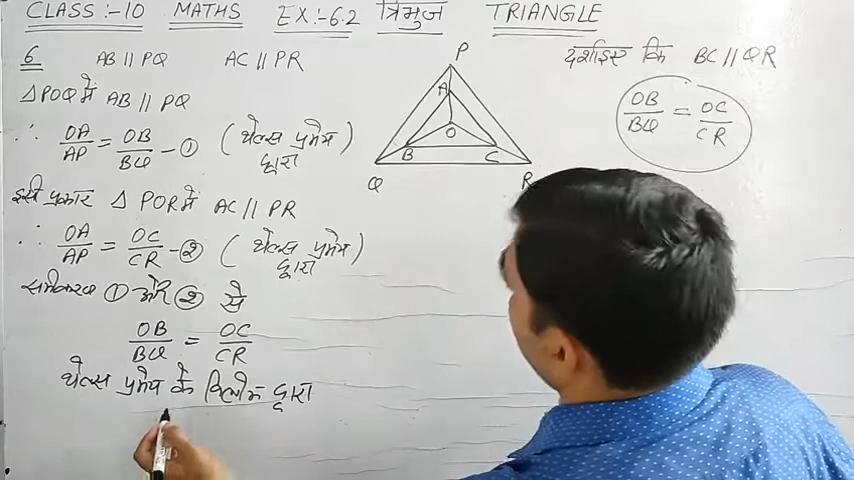 CLASS :- 10 MATHS EX:- 6.2 त्रिभुज TRIANGLE
6 AB || PQ AC || PR
दर्शाइए कि BC || QR
Δ POQ में AB || PQ
∴ OA/AP = OB/BQ - ① (थेल्स प्रमेय द्वारा)
OB/BQ = OC/CR
P
A
O
B
C
Q
R
इसी प्रकार Δ POR में AC || PR
∴ OA/AP = OC/CR - ② (थेल्स प्रमेय द्वारा)
समीकरण ① और ② से
OB/BQ = OC/CR
थेल्स प्रमेय के विलोम द्वारा